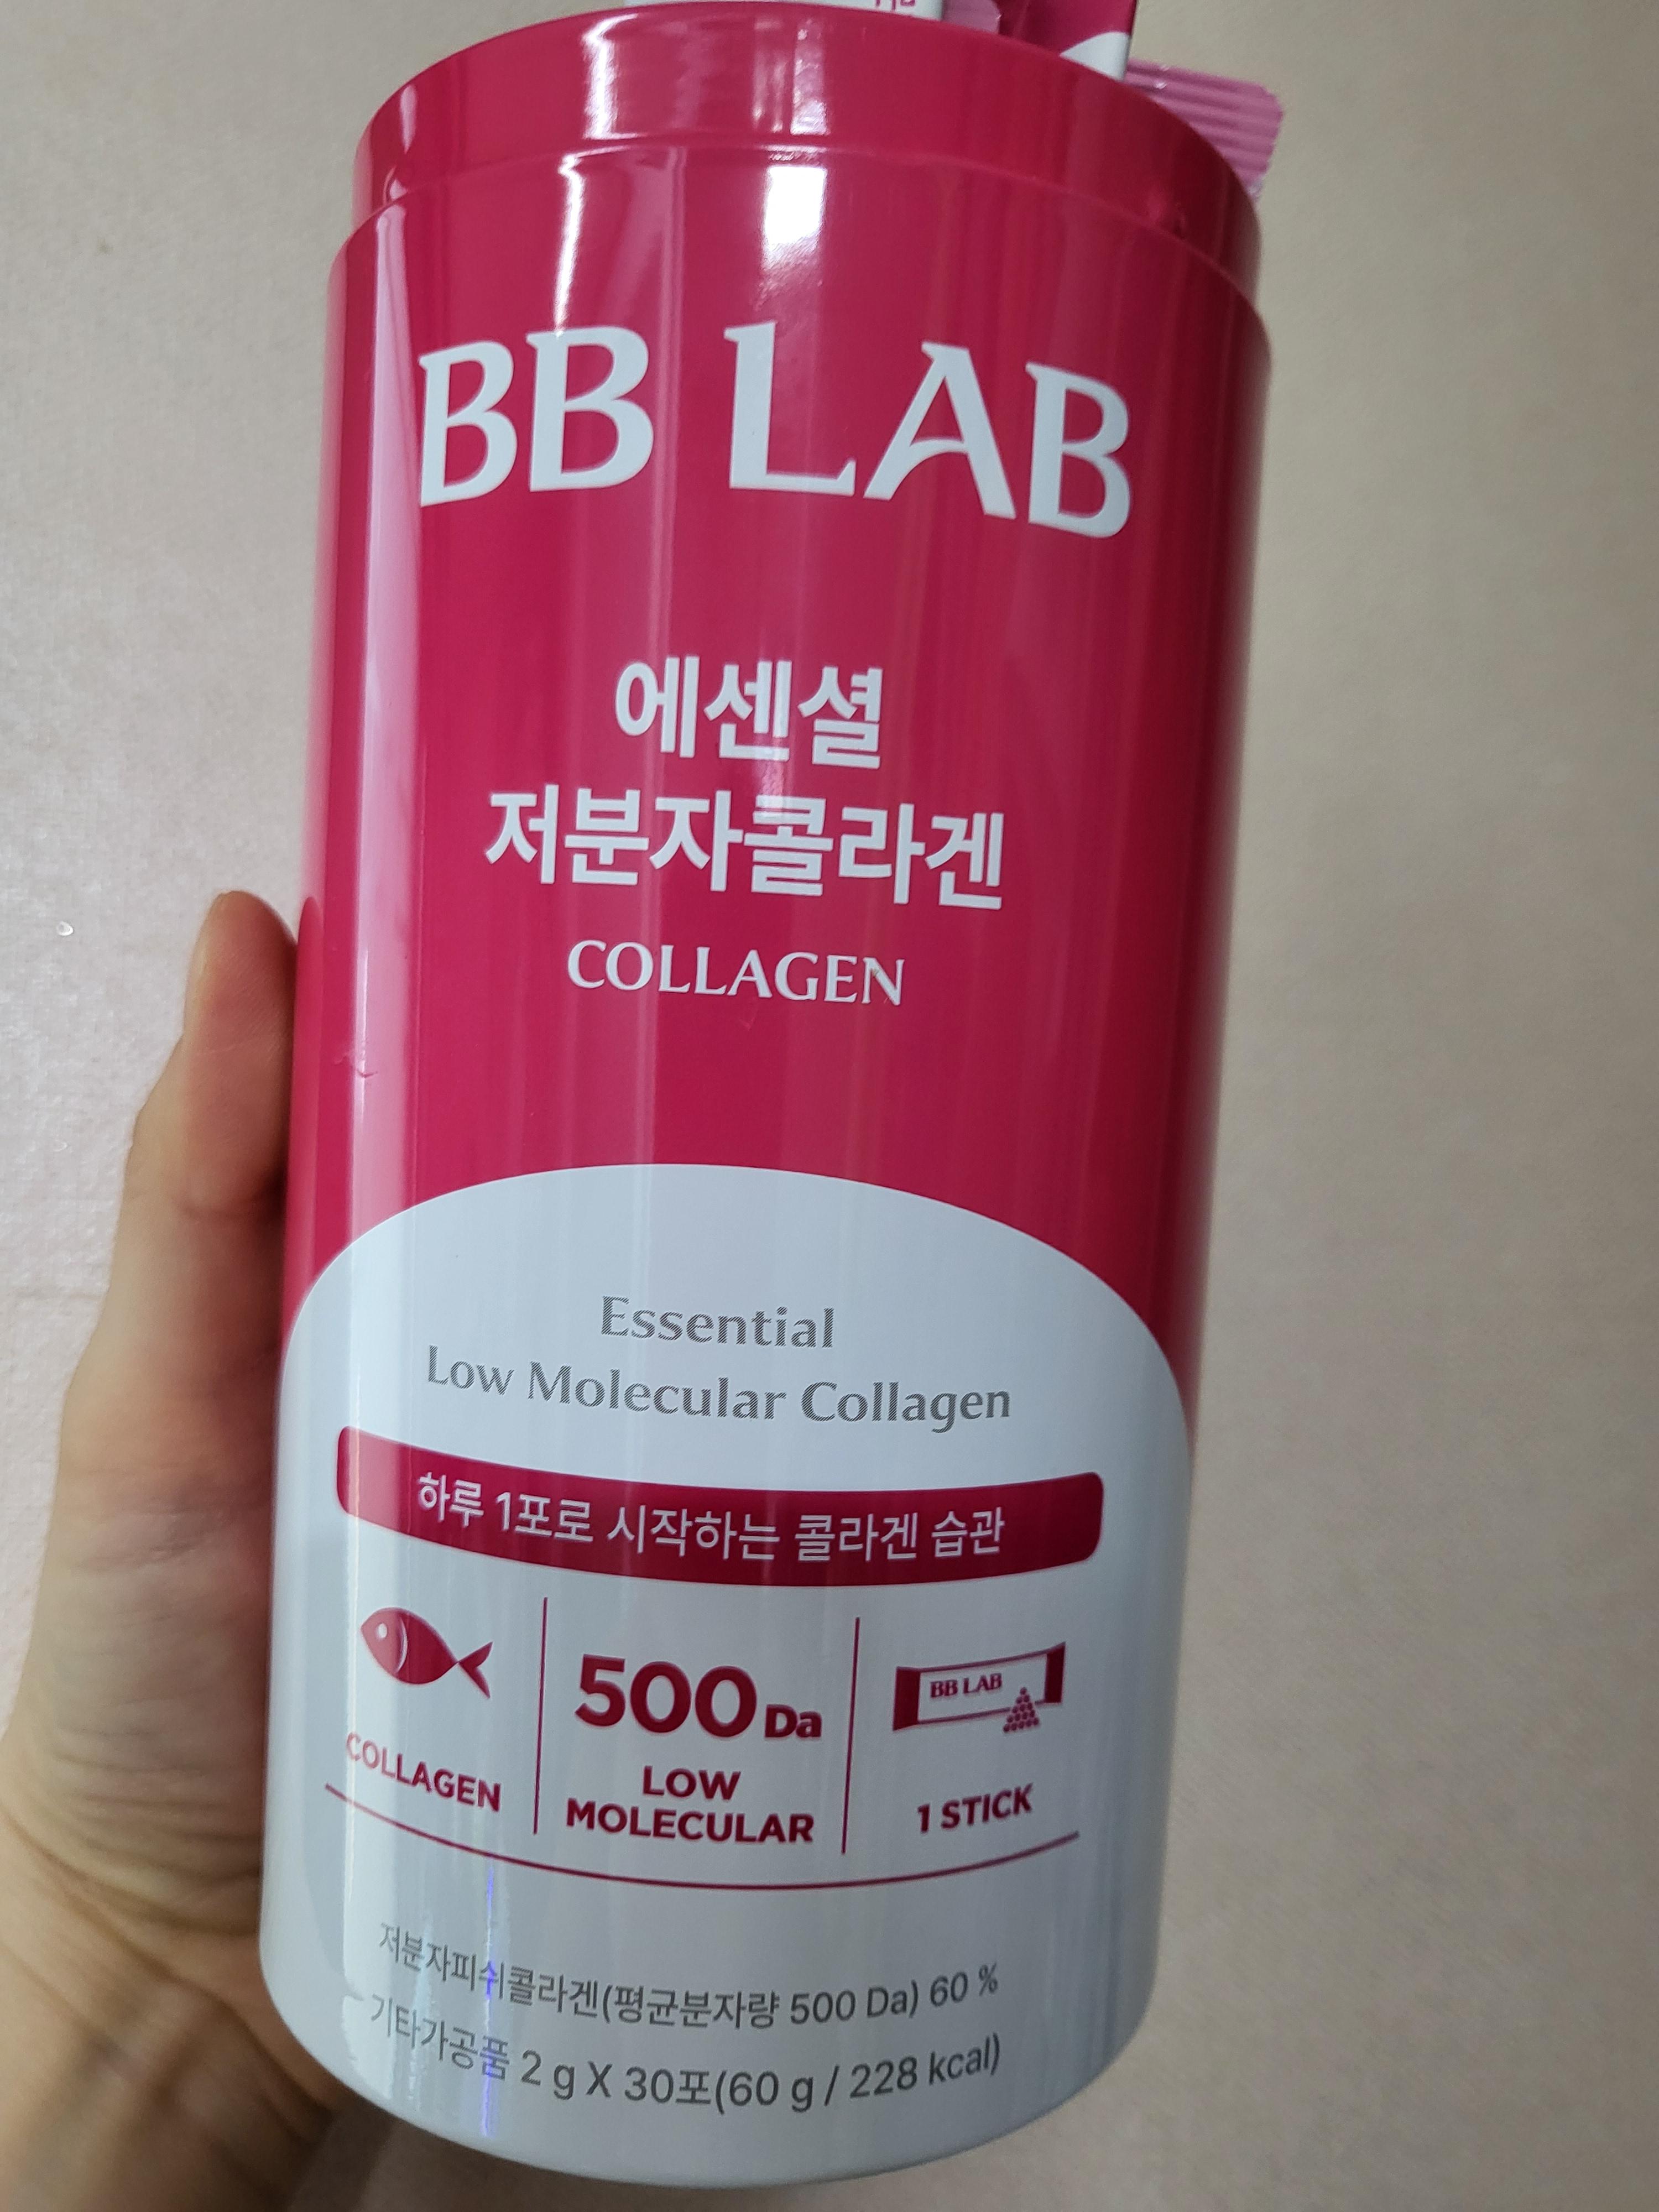 BB LAB
에센셜
저분자콜라겐
COLLAGEN
Essential
Low Molecular Collagen
하루 1포로 시작하는 콜라겐 습관
COLLAGEN
500 Da
LOW
MOLECULAR
BB LAB
1 STICK
저분자피쉬콜라겐(평균분자량 500 Da) 60 %
기타가공품 2 g X 30포(60 g / 228 kcal)